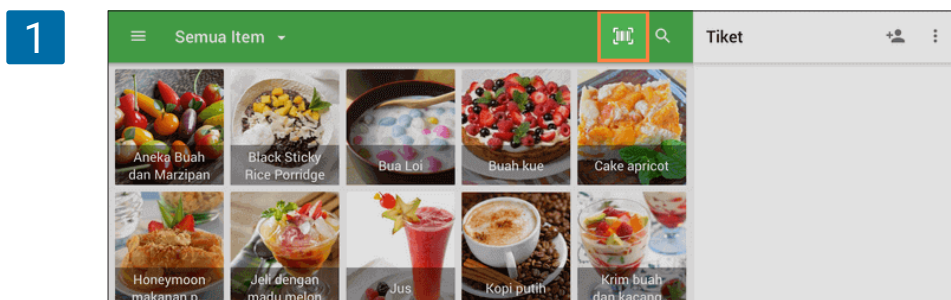 1
Semua Item
Tiket
Aneka Buah
dan Marzipan
Black Sticky
Rice Porridge
Bua Loi
Buah kue
Cake apricot
Honeymoon
makanan p...
Jeli dengan
madu melon
Jus
Kopi putih
Krim buah
dan kacang